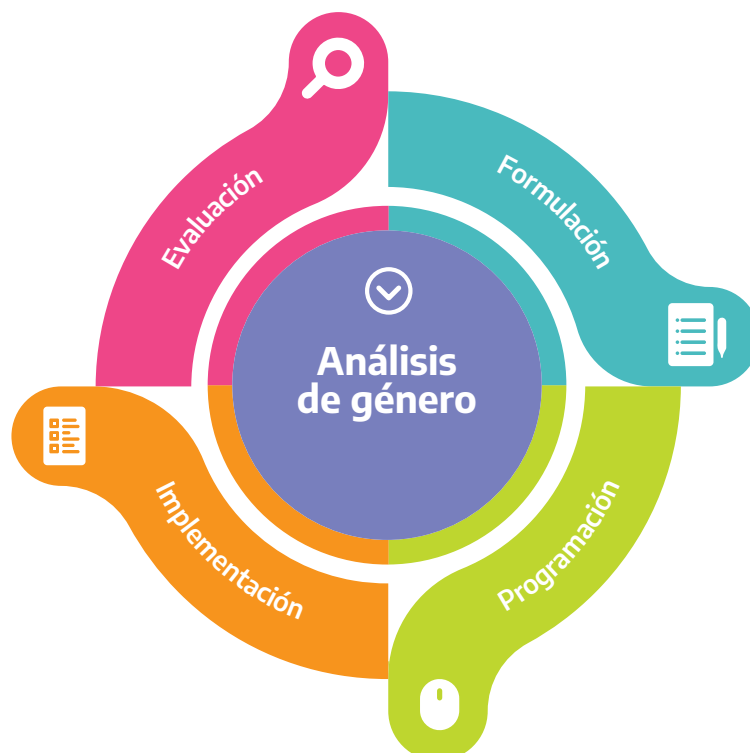 Evaluación
Formulación
Análisis
de género
Implementación
Programación